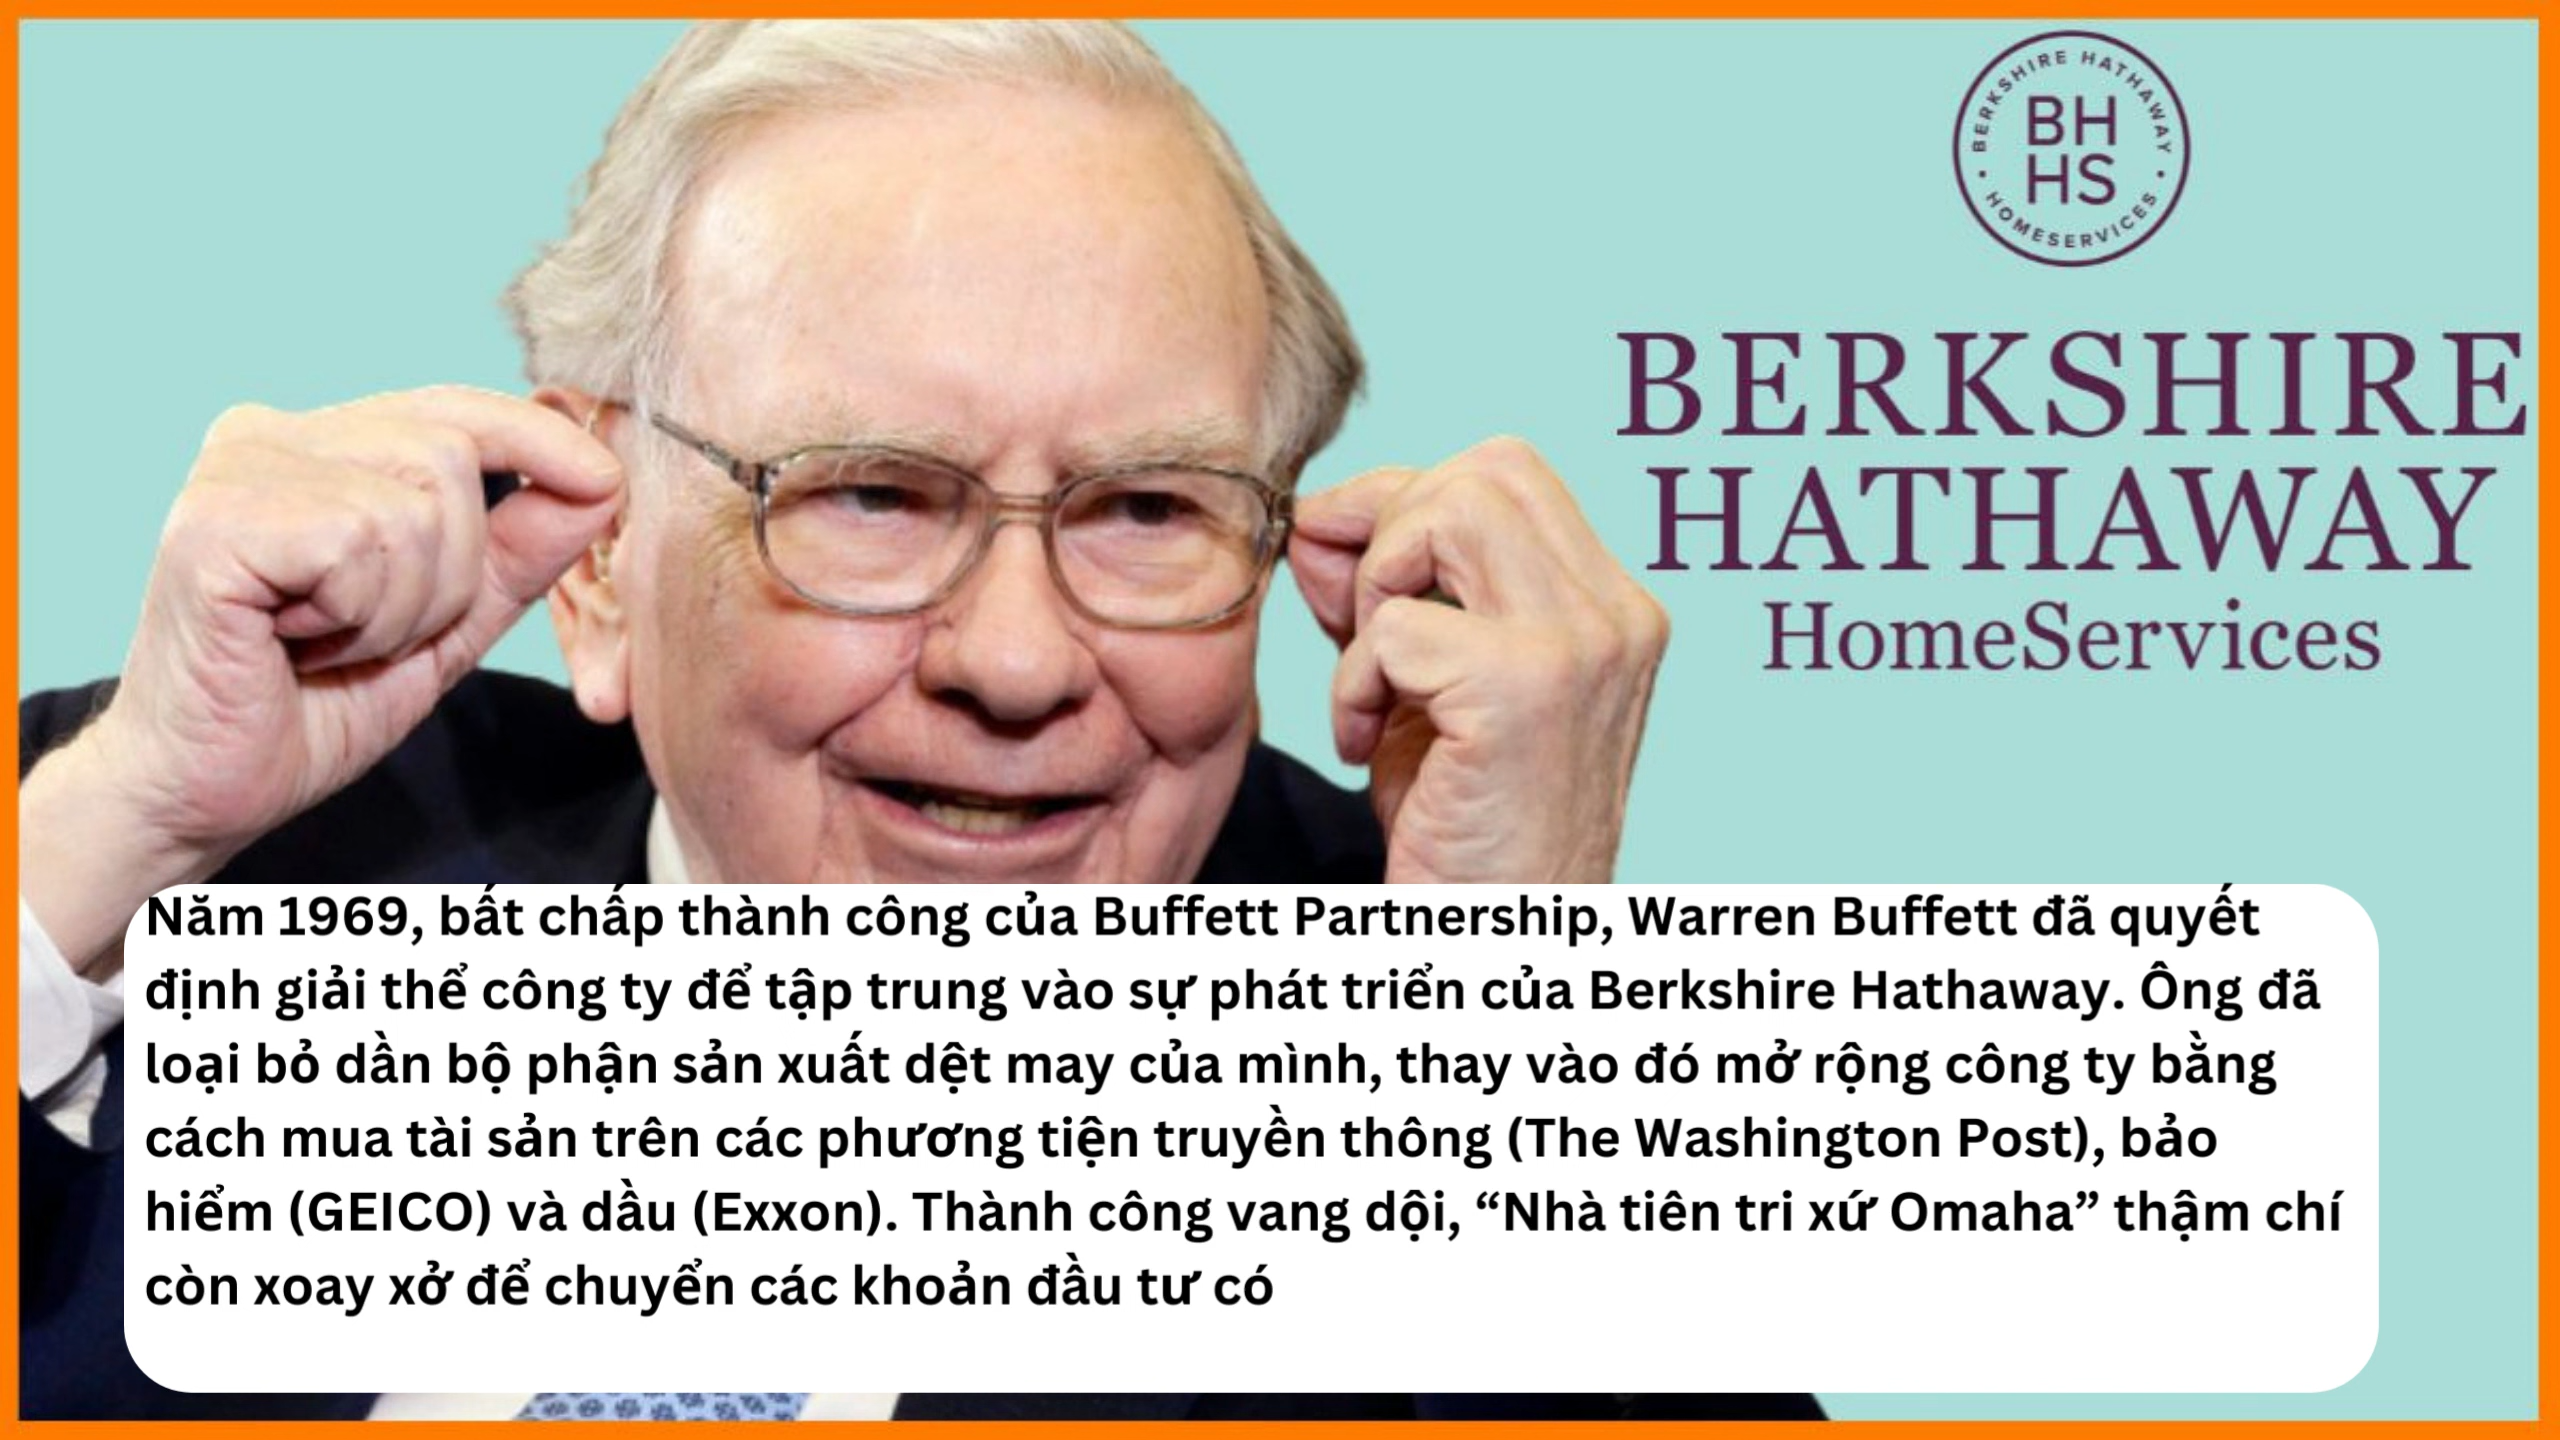 BERKSHIRE HATHAWAY
BH
HS
HOMESERVICES
BERKSHIRE
HATHAWAY
HomeServices
Năm 1969, bất chấp thành công của Buffett Partnership, Warren Buffett đã quyết
định giải thể công ty để tập trung vào sự phát triển của Berkshire Hathaway. Ông đã
loại bỏ dần bộ phận sản xuất dệt may của mình, thay vào đó mở rộng công ty bằng
cách mua tài sản trên các phương tiện truyền thông (The Washington Post), bảo
hiểm (GEICO) và dầu (Exxon). Thành công vang dội, “Nhà tiên tri xứ Omaha” thậm chí
còn xoay xở để chuyển các khoản đầu tư có